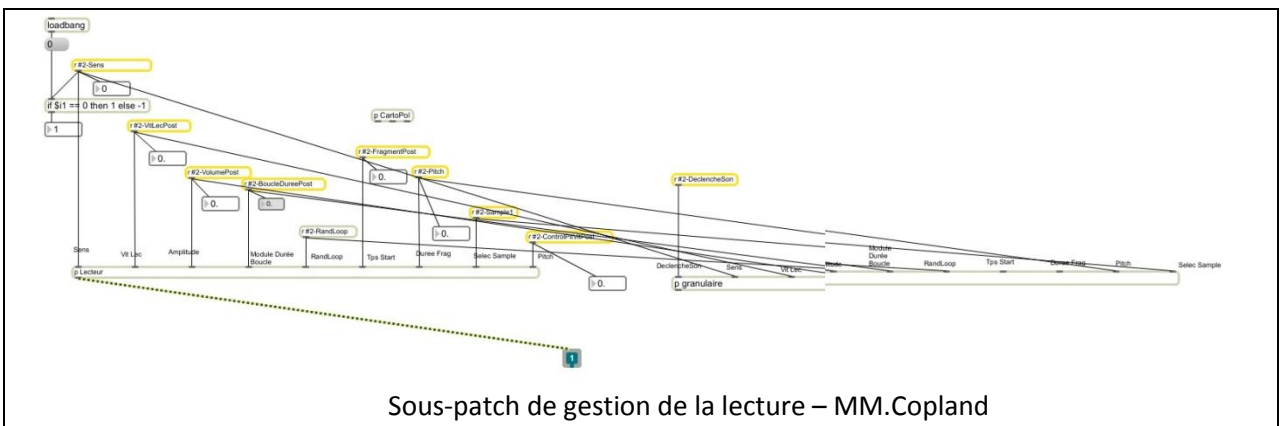 loadbang
0
r #2-Sens
0
if $i1 == 0 then 1 else -1
p CartoPol
1
r #2-VitLecPost
0.
r #2-FragmentPost
0.
r #2-VolumePost
r #2-Pitch
r #2-BoucleDureePost
r #2-DeclencheSon
0.
0.
r #2-Sample1
r #2-RandLoop
0.
r #2-ControlPitVitPost
Sens
Vit Lec
Amplitude
Module Durée
Boucle
RandLoop
Tps Start
Duree Frag
Selec Sample
Pitch
p Lecteur
0.
DeclencheSon
Sens
Vit Lec
Module
Durée
Boucle
RandLoop
Tps Start
Duree Frag
Pitch
Selec Sample
p granulaire
1
Sous-patch de gestion de la lecture – MM.Copland